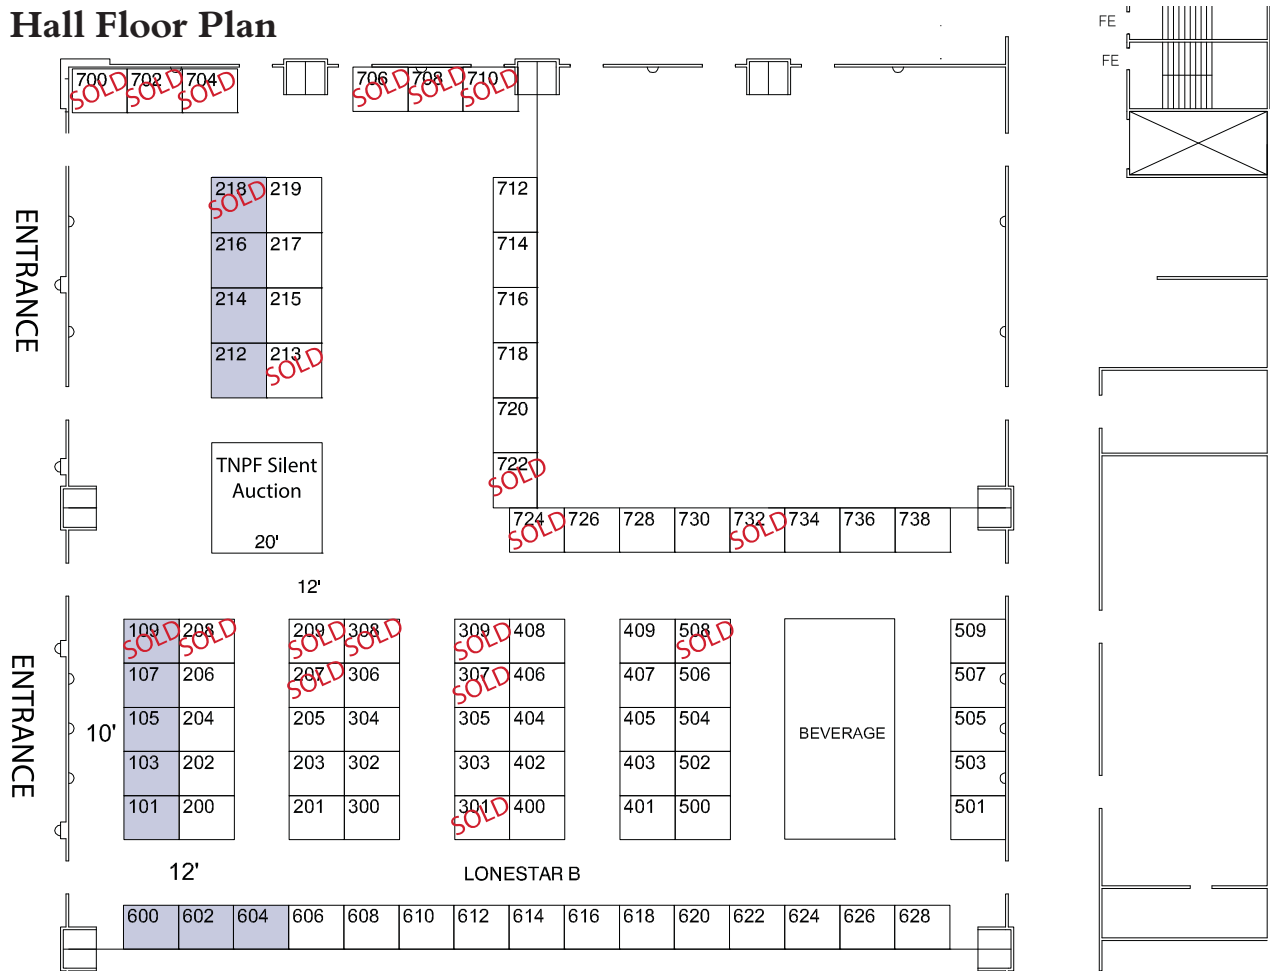 Hall Floor Plan
FE
FE
700 702 704 706 708 710
SOLD SOLD SOLD SOLD SOLD SOLD
218 219 712
SOLD
216 217 714
214 215 716
212 213 718
SOLD
720
722
SOLD
ENTRANCE
TNPF Silent
Auction
20'
724 726 728 730 732 734 736 738
SOLD SOLD
12'
109 208 209 308 309 408 409 508 509
SOLD SOLD SOLD SOLD SOLD SOLD
107 206 207 306 307 406 407 506 507
SOLD SOLD
105 204 205 304 305 404 405 504 505
10'
BEVERAGE
103 202 203 302 303 402 403 502 503
101 200 201 300 301 400 401 500 501
SOLD
ENTRANCE
12'
LONESTAR B
600 602 604 606 608 610 612 614 616 618 620 622 624 626 628